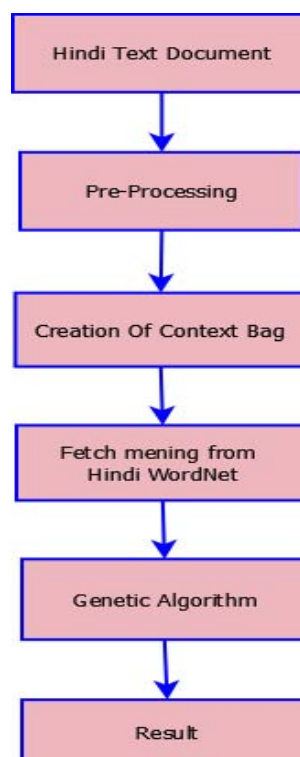 Hindi Text Document
Pre-Processing
Creation Of Context Bag
Fetch mening from
Hindi WordNet
Genetic Algorithm
Result